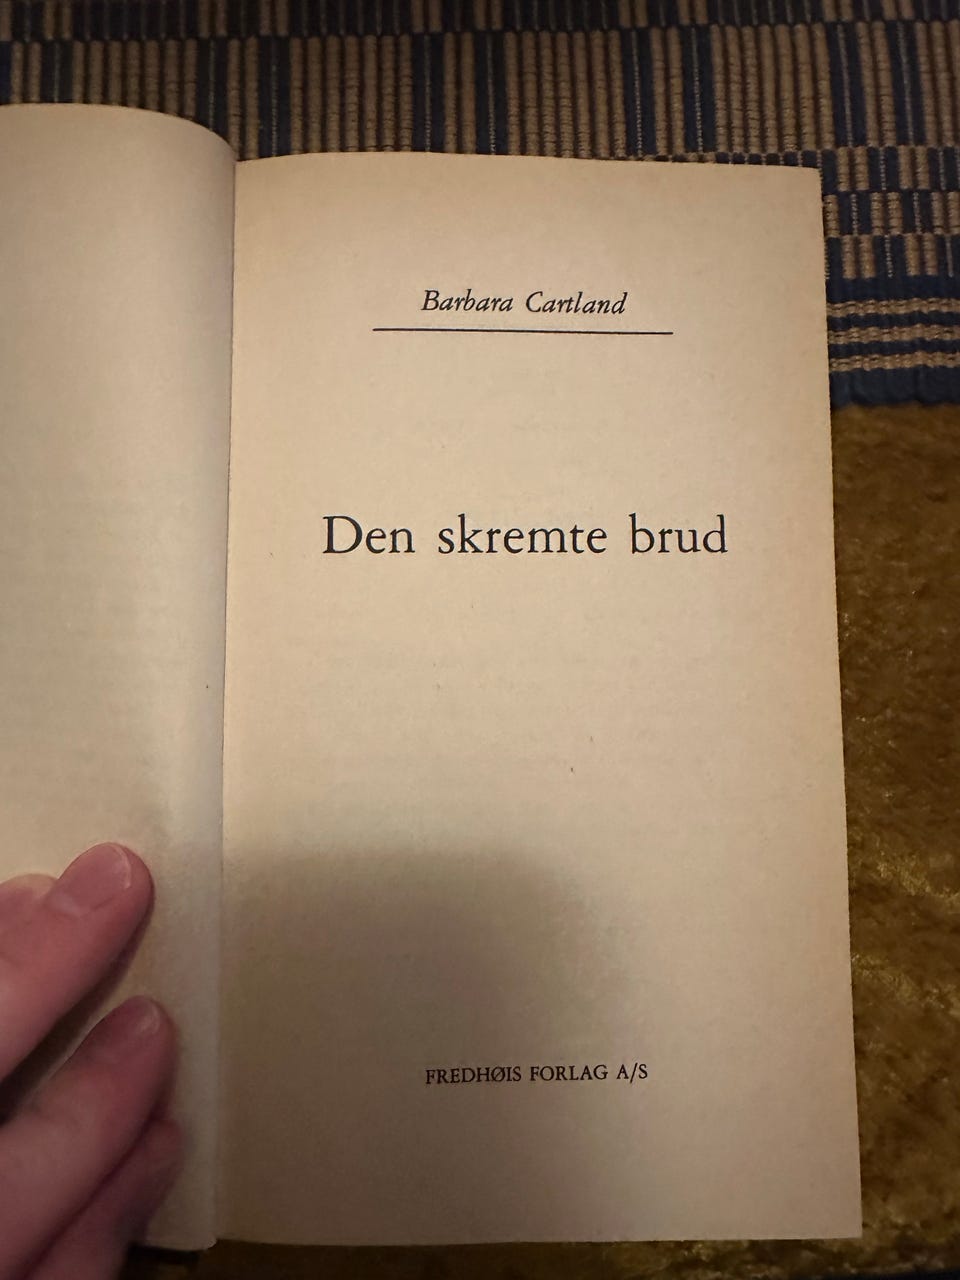 Barbara Cartland
Den skremte brud
FREDHØIS FORLAG A/S